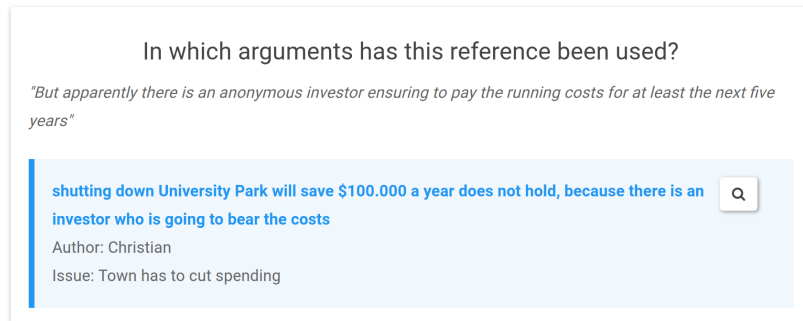 In which arguments has this reference been used?
"But apparently there is an anonymous investor ensuring to pay the running costs for at least the next five
years"
shutting down University Park will save $100.000 a year does not hold, because there is an
investor who is going to bear the costs
Author: Christian
Issue: Town has to cut spending